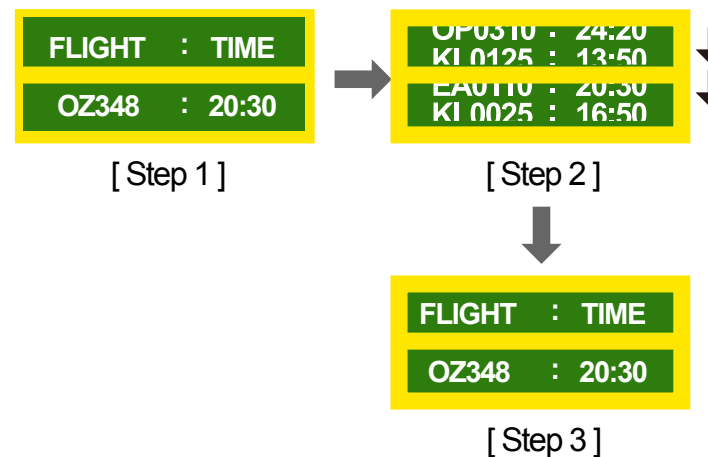 FLIGHT : TIME
OZ348 : 20:30
[ Step 1 ]
OP0310 : 24:20
KL0125 : 13:50
EA0110 : 20:30
KL0025 : 16:50
[ Step 2 ]
FLIGHT : TIME
OZ348 : 20:30
[ Step 3 ]